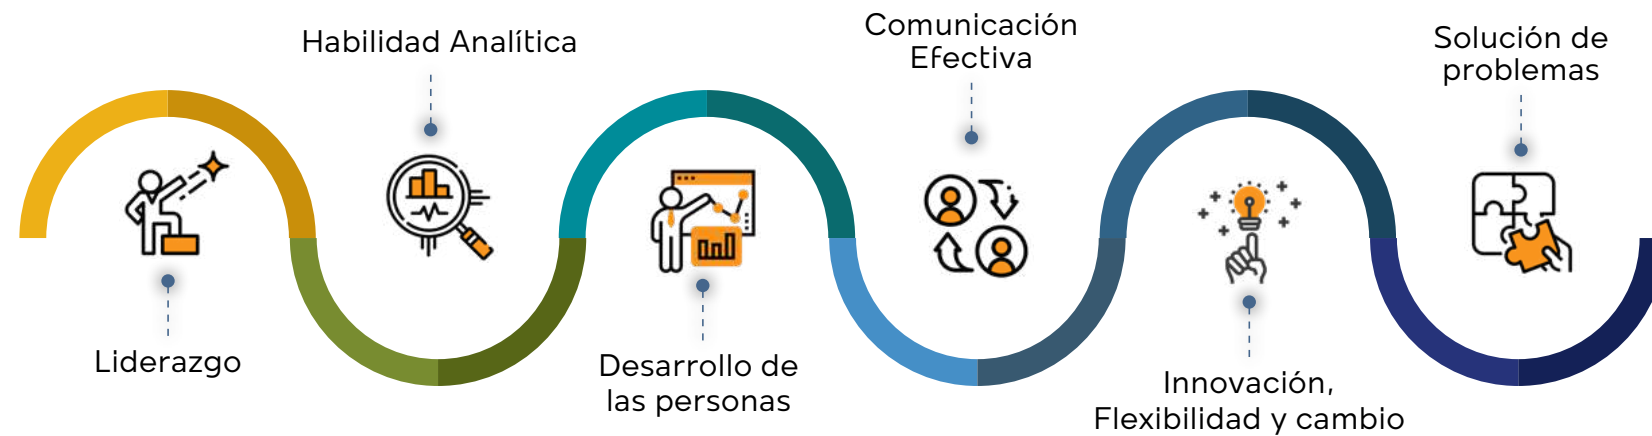 Liderazgo
Habilidad Analítica
Desarrollo de
las personas
Comunicación
Efectiva
Innovación,
Flexibilidad y cambio
Solución de
problemas